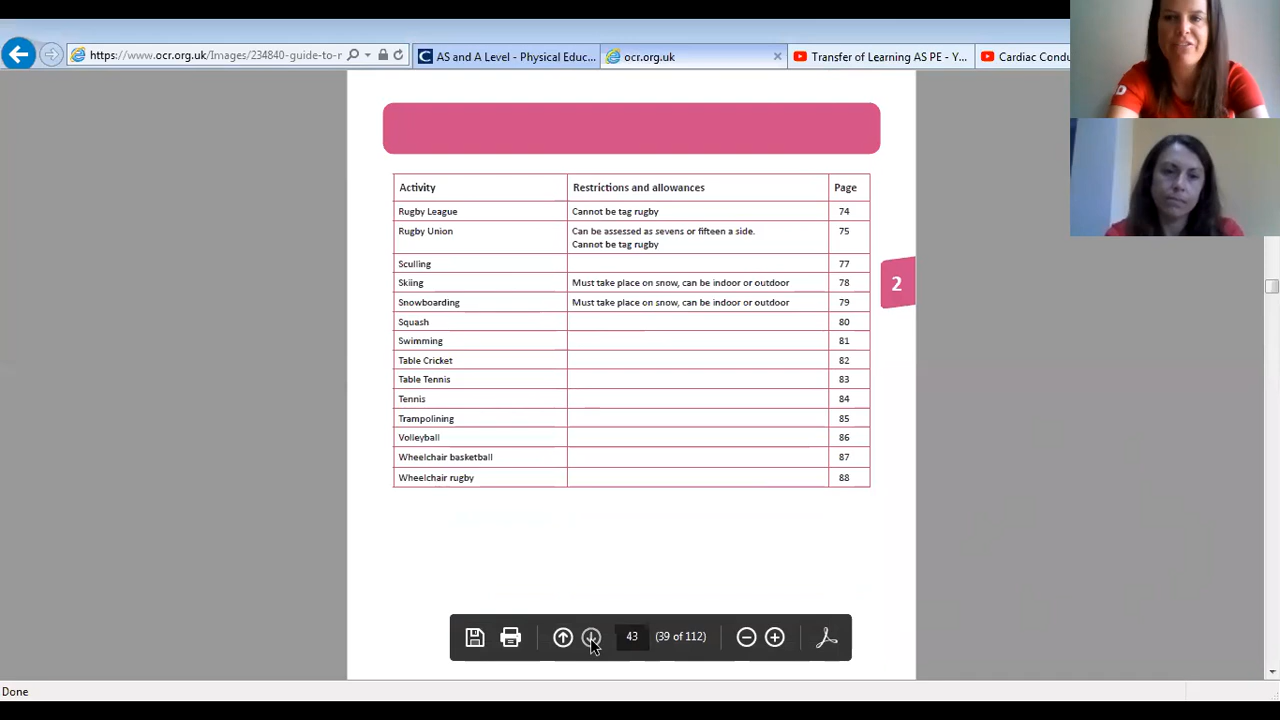 https://www.ocr.org.uk/Images/234840-guide-to-r
AS and A Level - Physical Educ...
ocr.org.uk
Transfer of Learning AS PE - Y...
Cardiac Condu
Activity Restrictions and allowances Page
Rugby League Cannot be tag rugby 74
Rugby Union Can be assessed as sevens or fifteen a side. 75
Cannot be tag rugby
Sculling 77
Skiing Must take place on snow, can be indoor or outdoor 78
Snowboarding Must take place on snow, can be indoor or outdoor 79
Squash 80
Swimming 81
Table Cricket 82
Table Tennis 83
Tennis 84
Trampolining 85
Volleyball 86
Wheelchair basketball 87
Wheelchair rugby 88
2
43 (39 of 112)
Done